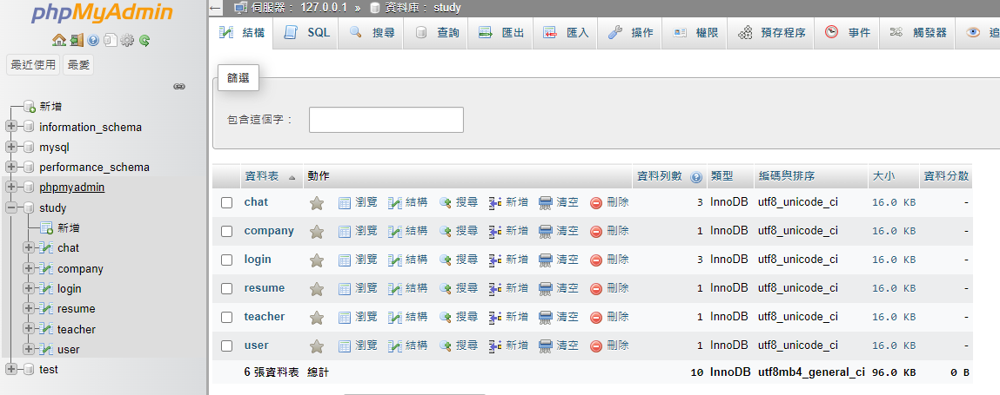 phpMyAdmin
最近使用 最愛
新增
information_schema
mysql
performance_schema
phpmyadmin
study
新增
chat
company
login
resume
teacher
user
test
伺服器： 127.0.0.1 » 資料庫： study
結構 SQL 搜尋 查詢 匯出 匯入 操作 權限 預存程序 事件 觸發器 追
篩選
包含這個字：
資料表 動作 資料列數 類型 編碼與排序 大小 資料分散
chat 瀏覽 結構 搜尋 新增 清空 刪除 3 InnoDB utf8_unicode_ci 16.0 KB -
company 瀏覽 結構 搜尋 新增 清空 刪除 1 InnoDB utf8_unicode_ci 16.0 KB -
login 瀏覽 結構 搜尋 新增 清空 刪除 3 InnoDB utf8_unicode_ci 16.0 KB -
resume 瀏覽 結構 搜尋 新增 清空 刪除 1 InnoDB utf8_unicode_ci 16.0 KB -
teacher 瀏覽 結構 搜尋 新增 清空 刪除 1 InnoDB utf8_unicode_ci 16.0 KB -
user 瀏覽 結構 搜尋 新增 清空 刪除 1 InnoDB utf8_unicode_ci 16.0 KB -
6 張資料表 總計 10 InnoDB utf8mb4_general_ci 96.0 KB 0 B